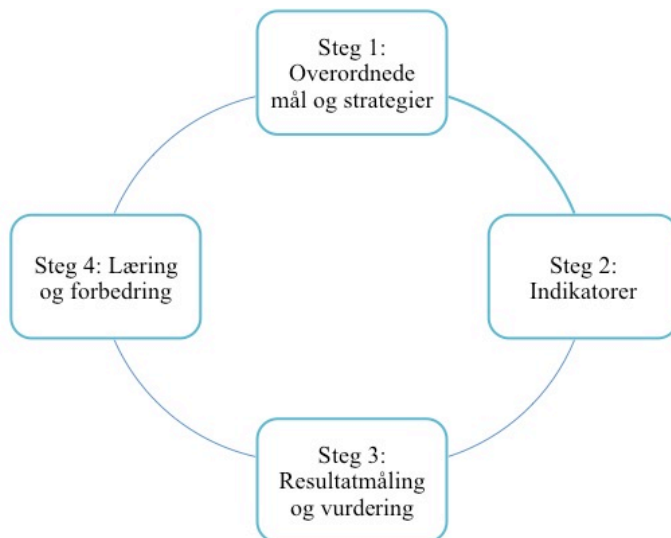 Steg 1:
Overordnede
mål og strategier
Steg 2:
Indikatorer
Steg 3:
Resultatmåling
og vurdering
Steg 4: Læring
og forbedring